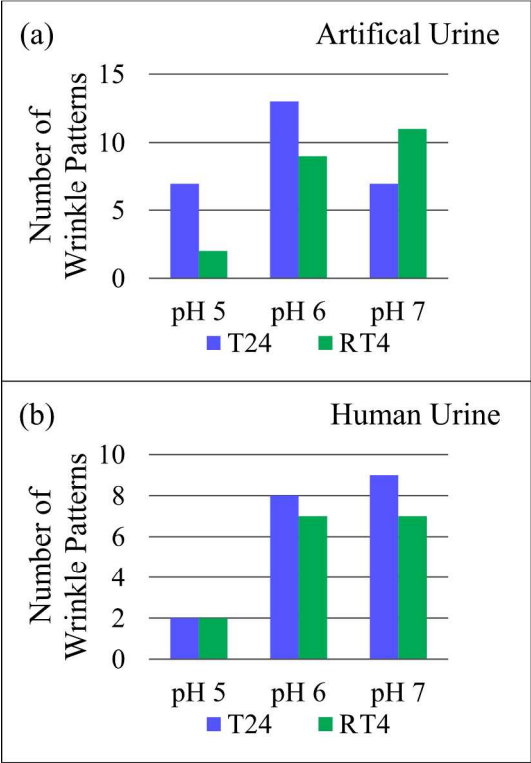 (a) Artifical Urine
Number of
Wrinkle Patterns
15
10
5
0
pH 5 pH 6 pH 7
T24 RT4
(b) Human Urine
Number of
Wrinkle Patterns
10
8
6
4
2
0
pH 5 pH 6 pH 7
T24 RT4